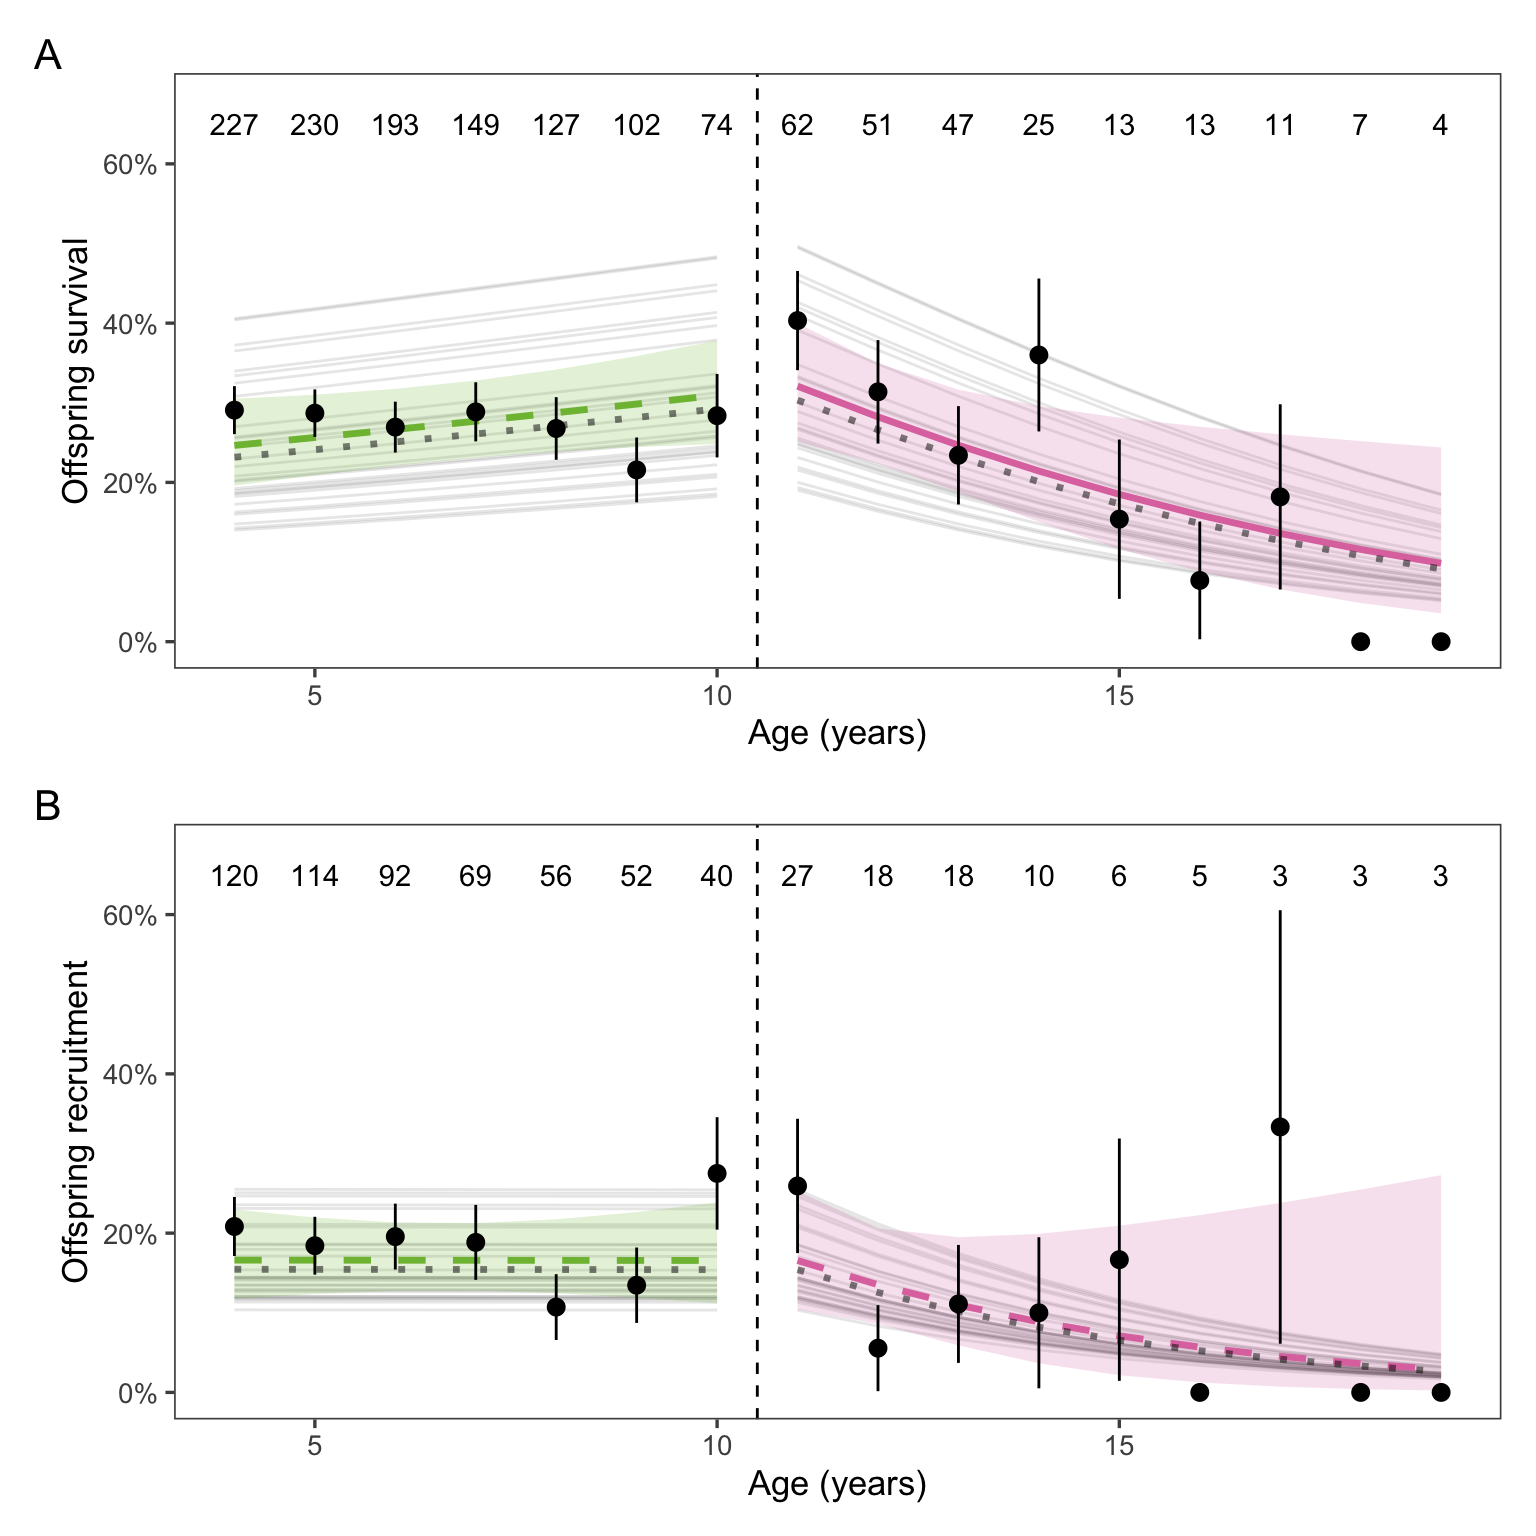 A
227 230 193 149 127 102 74 62 51 47 25 13 13 11 7 4
60%
40%
20%
0%
Offspring survival
5 10 15
Age (years)
B
120 114 92 69 56 52 40 27 18 18 10 6 5 3 3 3
60%
40%
20%
0%
Offspring recruitment
5 10 15
Age (years)